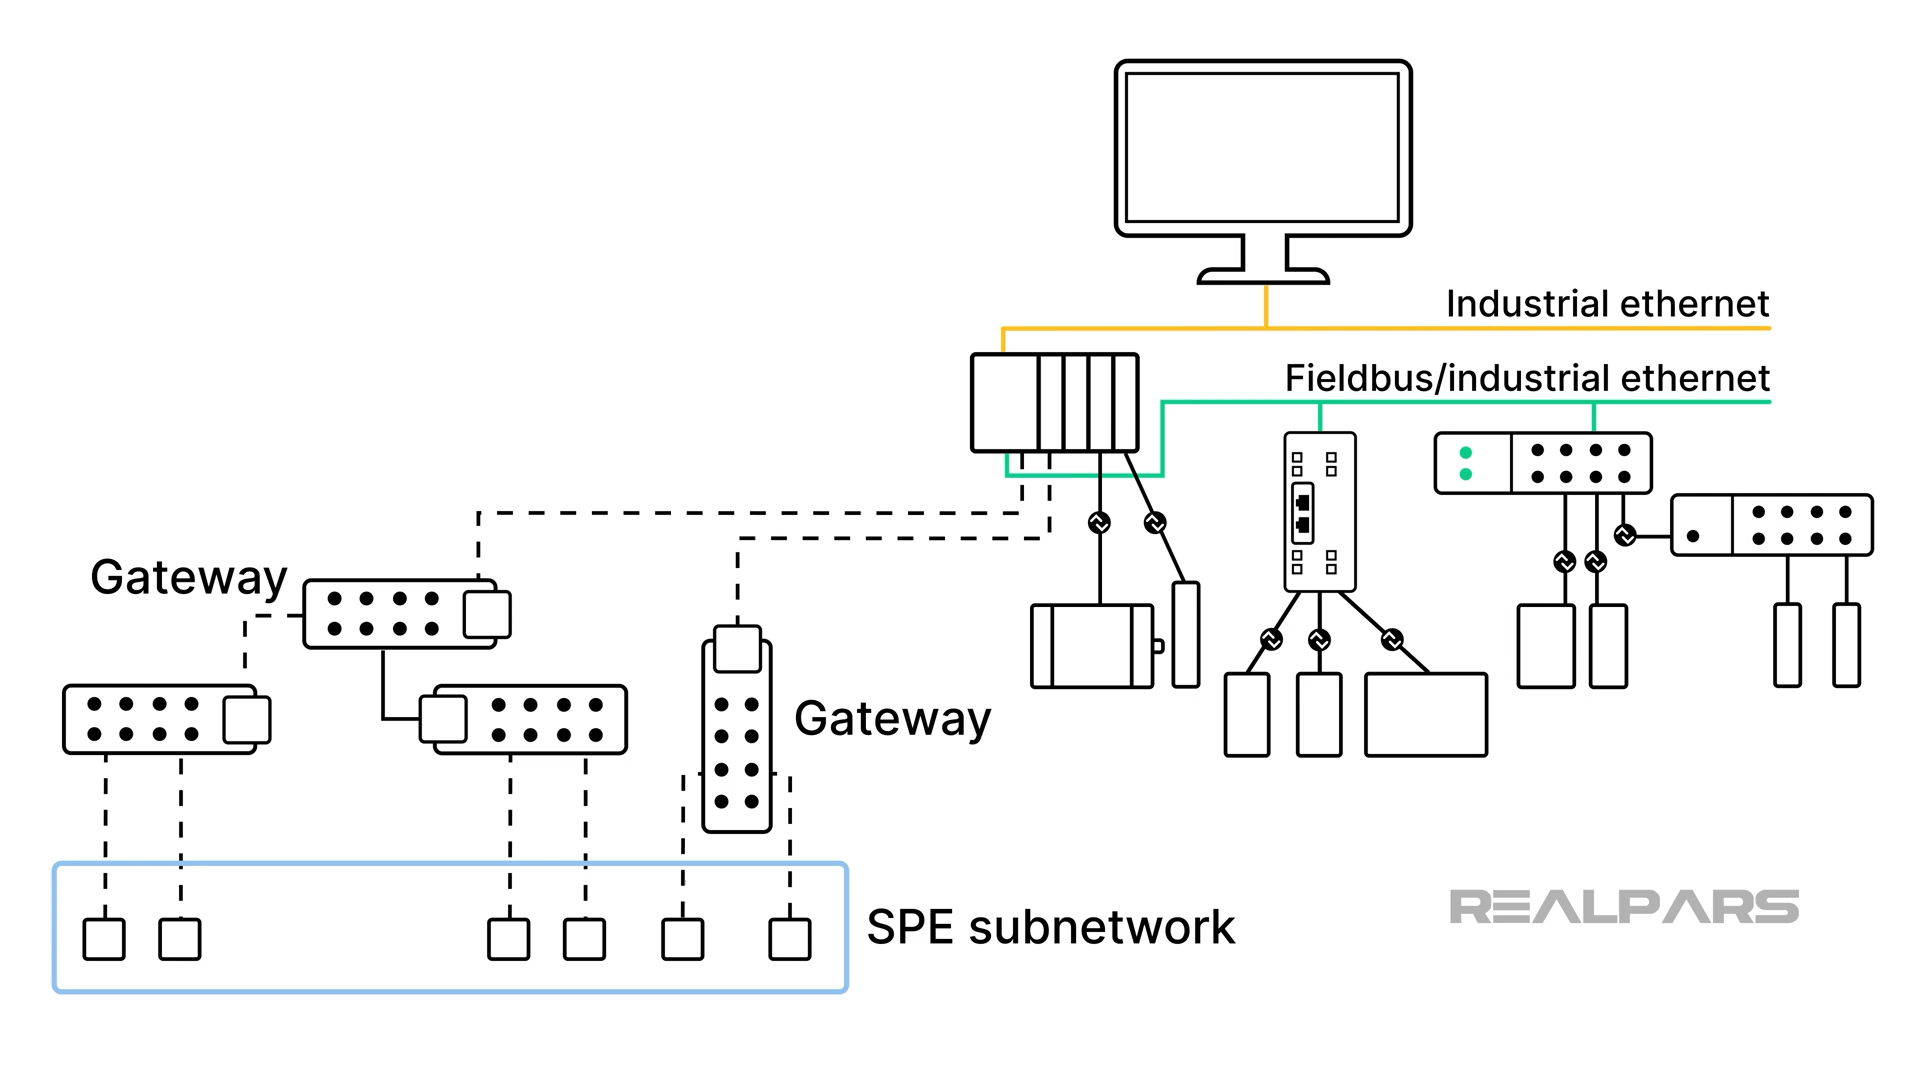 Industrial ethernet
Fieldbus/industrial ethernet
Gateway
Gateway
SPE subnetwork
REALPARS